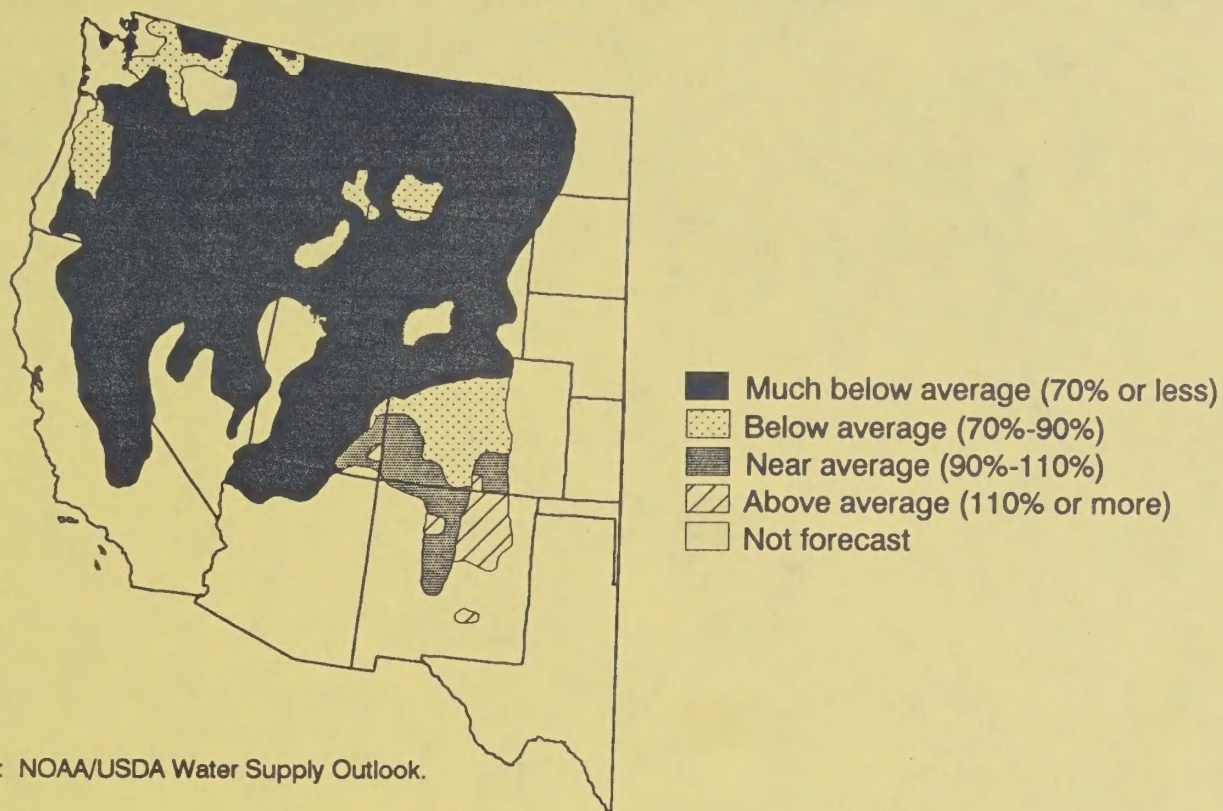 Much below average (70% or less)
Below average (70%-90%)
Near average (90%-110%)
Above average (110% or more)
Not forecast
: NOAA/USDA Water Supply Outlook.